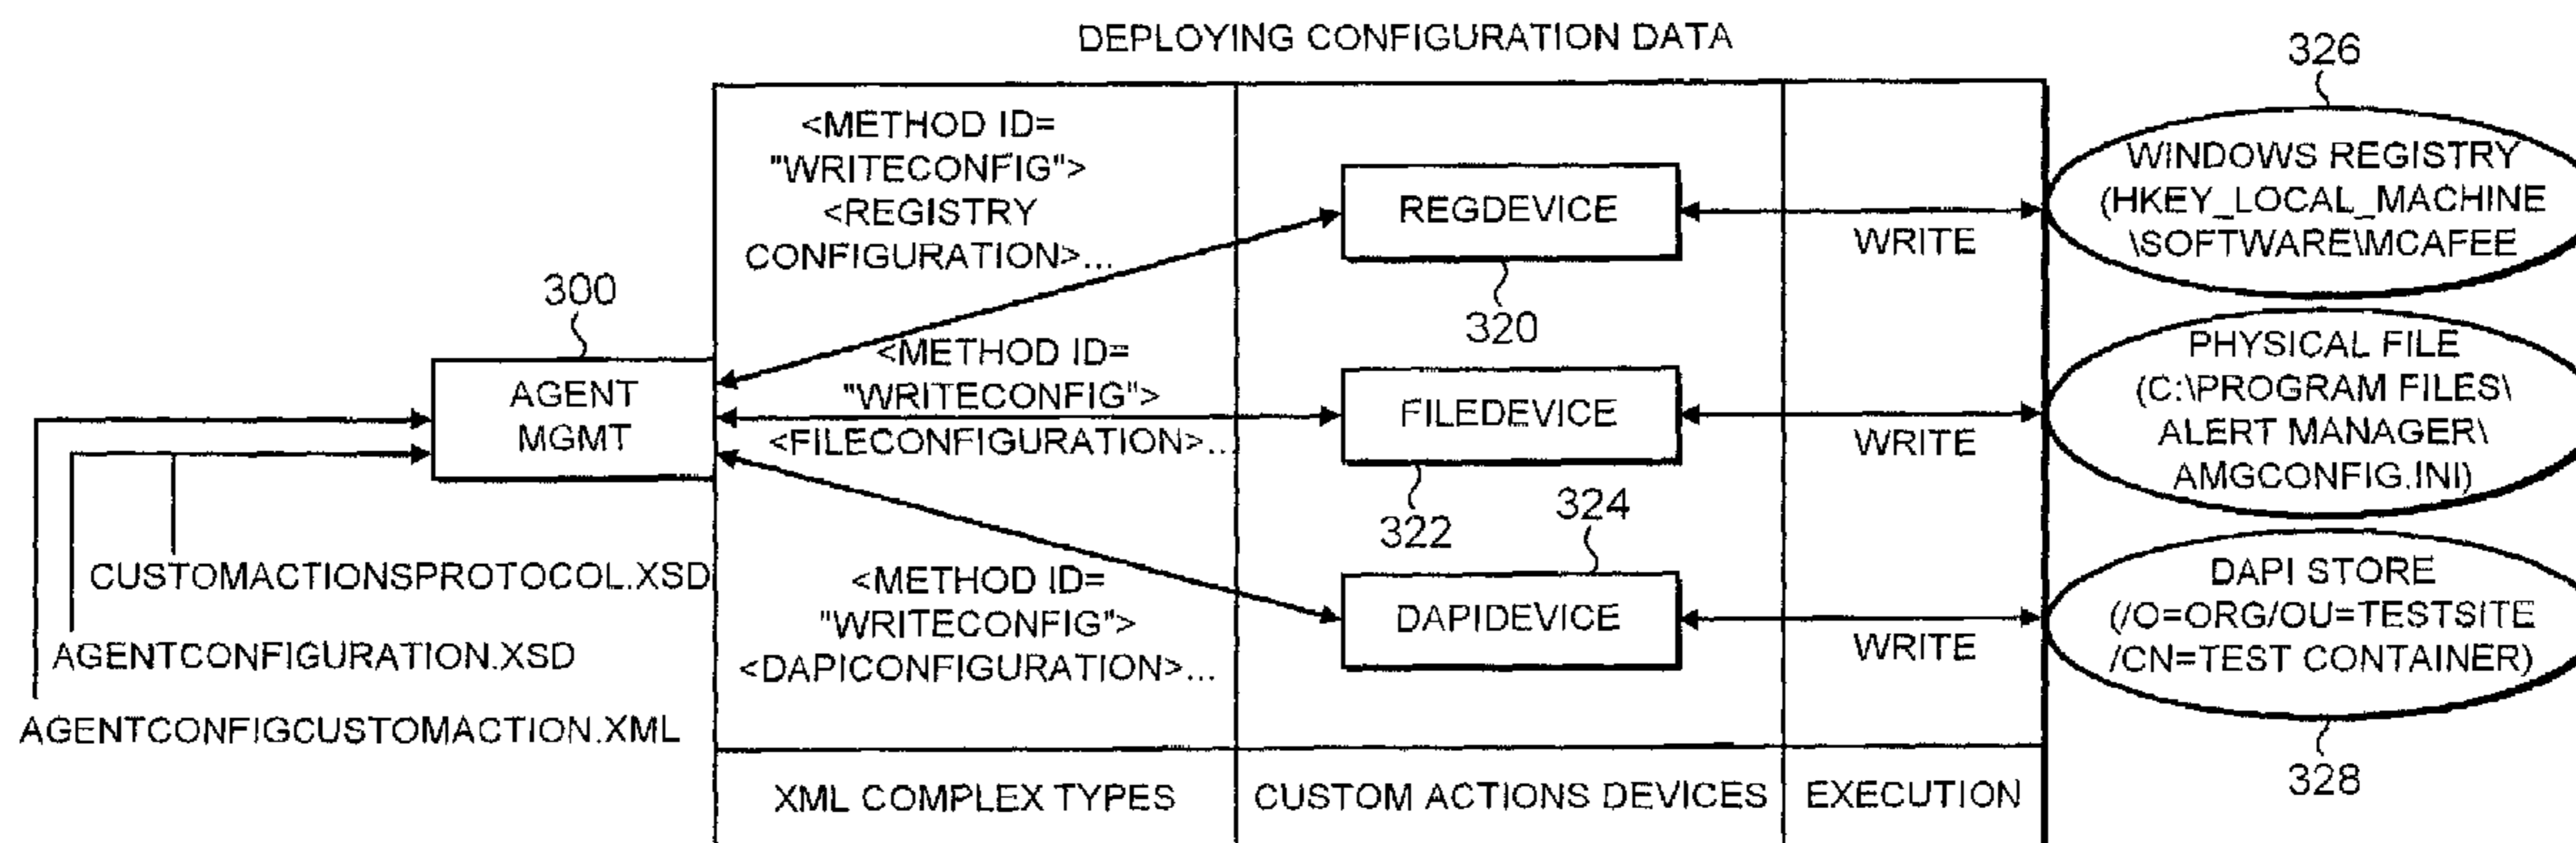 DEPLOYING CONFIGURATION DATA
326
<METHOD ID=
"WRITECONFIG">
<REGISTRY
CONFIGURATION>...
REGDEVICE
320
WRITE
WINDOWS REGISTRY
(HKEY_LOCAL_MACHINE
\SOFTWARE\MCAFEE
300
AGENT
MGMT
<METHOD ID=
"WRITECONFIG">
<FILECONFIGURATION>...
FILEDEVICE
322
WRITE
PHYSICAL FILE
(C:\PROGRAM FILES\
ALERT MANAGER\
AMGCONFIG.INI)
324
<METHOD ID=
"WRITECONFIG">
<DAPICONFIGURATION>...
DAPIDEVICE
WRITE
DAPI STORE
(/O=ORG/OU=TESTSITE
/CN=TEST CONTAINER)
328
CUSTOMACTIONSPROTOCOL.XSD
AGENTCONFIGURATION.XSD
AGENTCONFIGCUSTOMACTION.XML
XML COMPLEX TYPES
CUSTOM ACTIONS DEVICES
EXECUTION